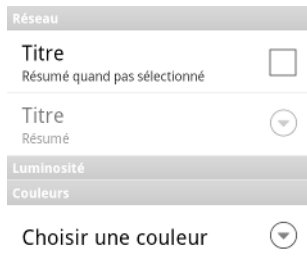 Réseau
Titre
Résumé quand pas sélectionné
Titre
Résumé
Luminosité
Couleurs
Choisir une couleur